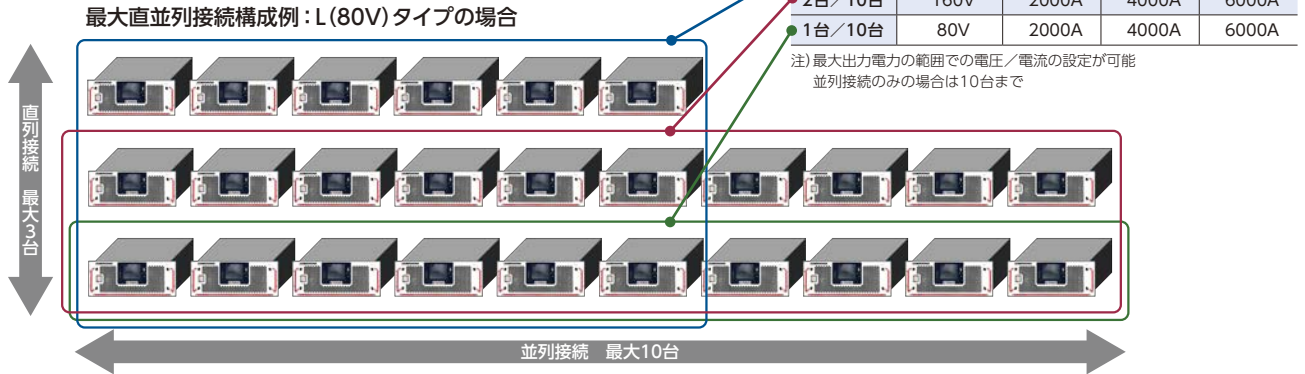 最大直並列接続構成例：L（80V）タイプの場合
2台／10台 160V 2000A 4000A 6000A
1台／10台 80V 2000A 4000A 6000A
注）最大出力電力の範囲での電圧／電流の設定が可能
並列接続のみの場合は10台まで
直列接続 最大3台
並列接続 最大10台